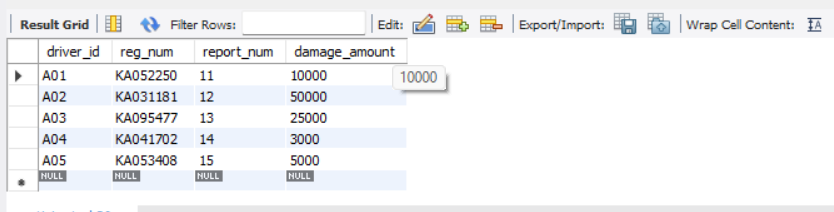 Result Grid Filter Rows: Edit: Export/Import: Wrap Cell Content: IA
driver_id reg_num report_num damage_amount
A01 KA052250 11 10000 10000
A02 KA031181 12 50000
A03 KA095477 13 25000
A04 KA041702 14 3000
A05 KA053408 15 5000
NULL NULL NULL NULL